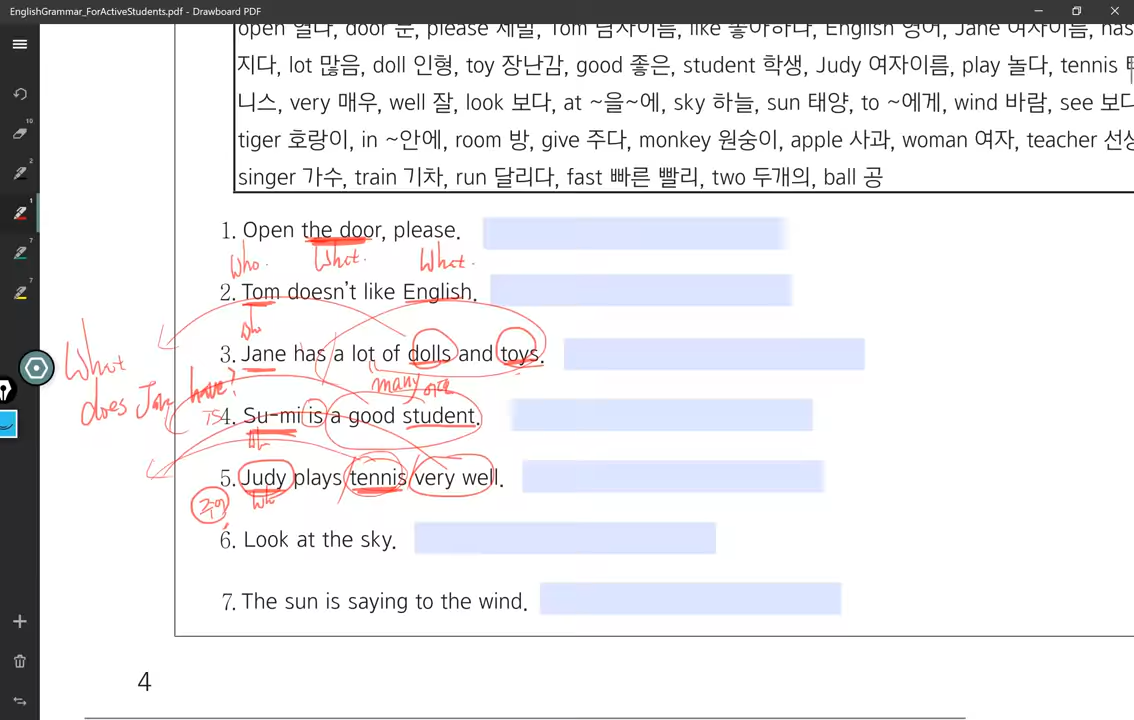 EnglishGrammar_ForActiveStudents.pdf - Drawboard PDF
open 열다, door 문, please 제발, Tom 남자이름, like 좋아하다, English 영어, Jane 여자이름, has
지다, lot 많음, doll 인형, toy 장난감, good 좋은, student 학생, Judy 여자이름, play 놀다, tennis 테
니스, very 매우, well 잘, look 보다, at ~을~에, sky 하늘, sun 태양, to ~에게, wind 바람, see 보다
tiger 호랑이, in ~안에, room 방, give 주다, monkey 원숭이, apple 사과, woman 여자, teacher 선생
singer 가수, train 기차, run 달리다, fast 빠른 빨리, two 두개의, ball 공
1. Open the door, please.
Who. What. What.
2. Tom doesn't like English.
Who
3. Jane has a lot of dolls and toys.
What
many are
does Jane have?
is
4. Su-mi is a good student.
5. Judy plays tennis very well.
주어 Who
6. Look at the sky.
7. The sun is saying to the wind.
4